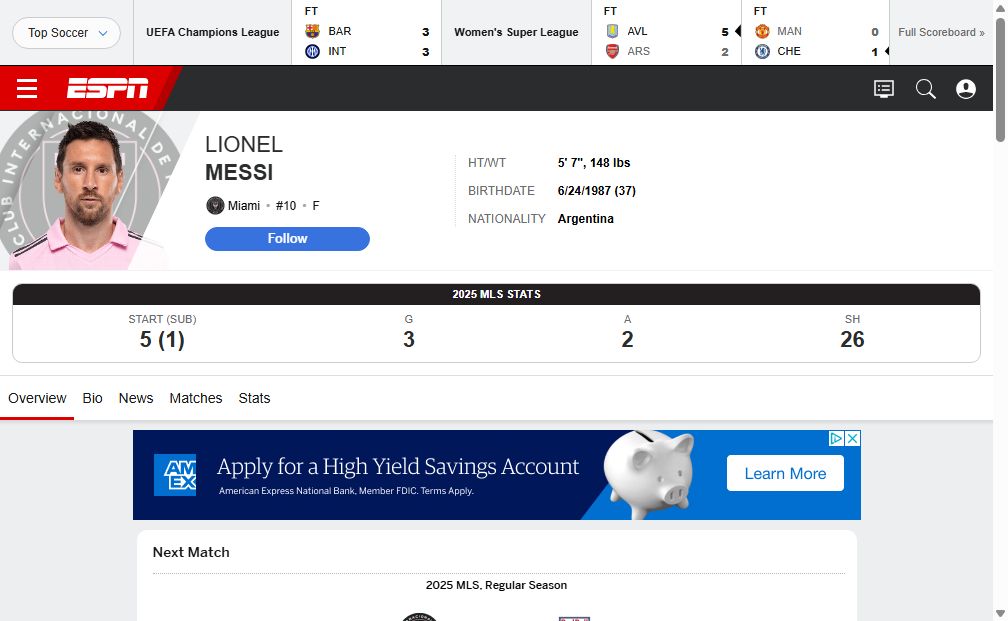 Top Soccer
UEFA Champions League
FT
BAR 3
INT 3
Women's Super League
FT
AVL 5
ARS 2
FT
MAN 0
CHE 1
Full Scoreboard »
ESPN
CLUB INTERNACIONAL DE
LIONEL
MESSI
Miami • #10 • F
Follow
HT/WT 5' 7", 148 lbs
BIRTHDATE 6/24/1987 (37)
NATIONALITY Argentina
2025 MLS STATS
START (SUB) G A SH
5 (1) 3 2 26
Overview Bio News Matches Stats
AM
EX
Apply for a High Yield Savings Account
American Express National Bank, Member FDIC. Terms Apply.
Learn More
Next Match
2025 MLS, Regular Season